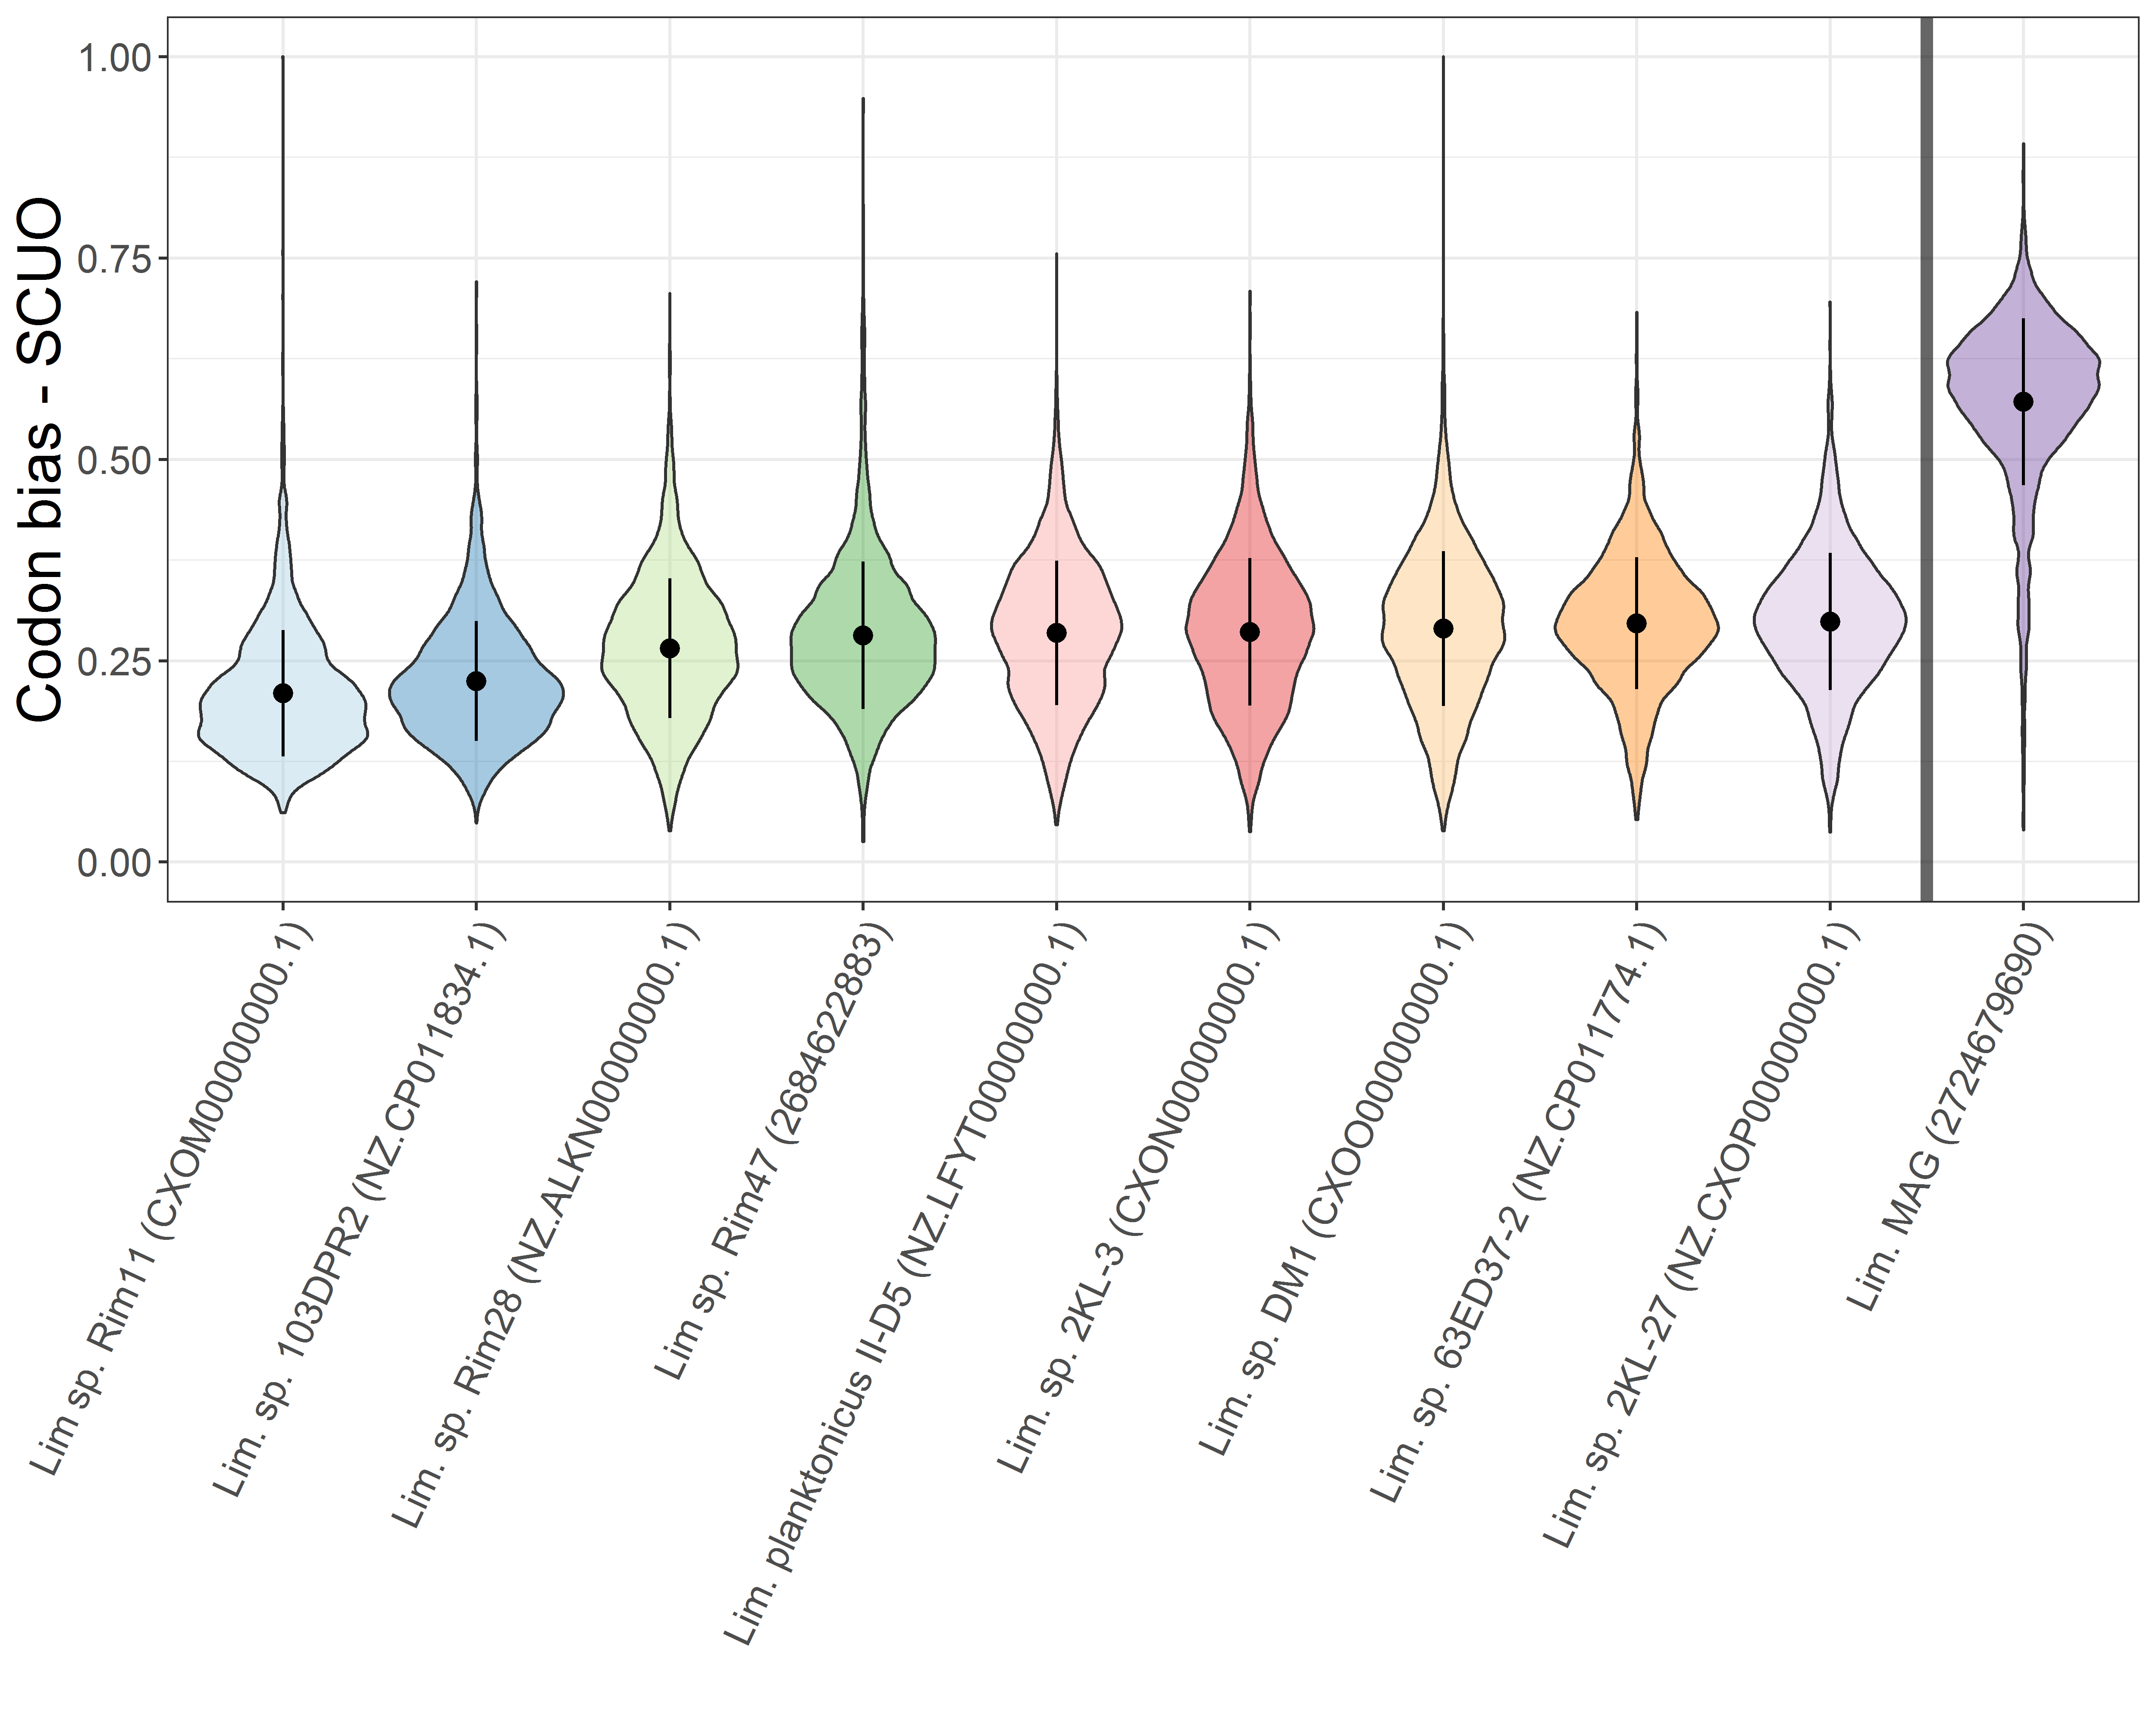 Codon bias - SCUO
1.00
0.75
0.50
0.25
0.00
Lim sp. Rim11 (CXOM00000000.1)
Lim. sp. 103DPR2 (NZ.CP011834.1)
Lim. sp. Rim28 (NZ.ALKN00000000.1)
Lim sp. Rim47 (2684622883)
Lim. planktonicus II-D5 (NZ.LFYT00000000.1)
Lim. sp. 2KL-3 (CXON00000000.1)
Lim. sp. DM1 (CXOO00000000.1)
Lim. sp. 63ED37-2 (NZ.CP011774.1)
Lim. sp. 2KL-27 (NZ.CXOP00000000.1)
Lim. MAG (2724679690)